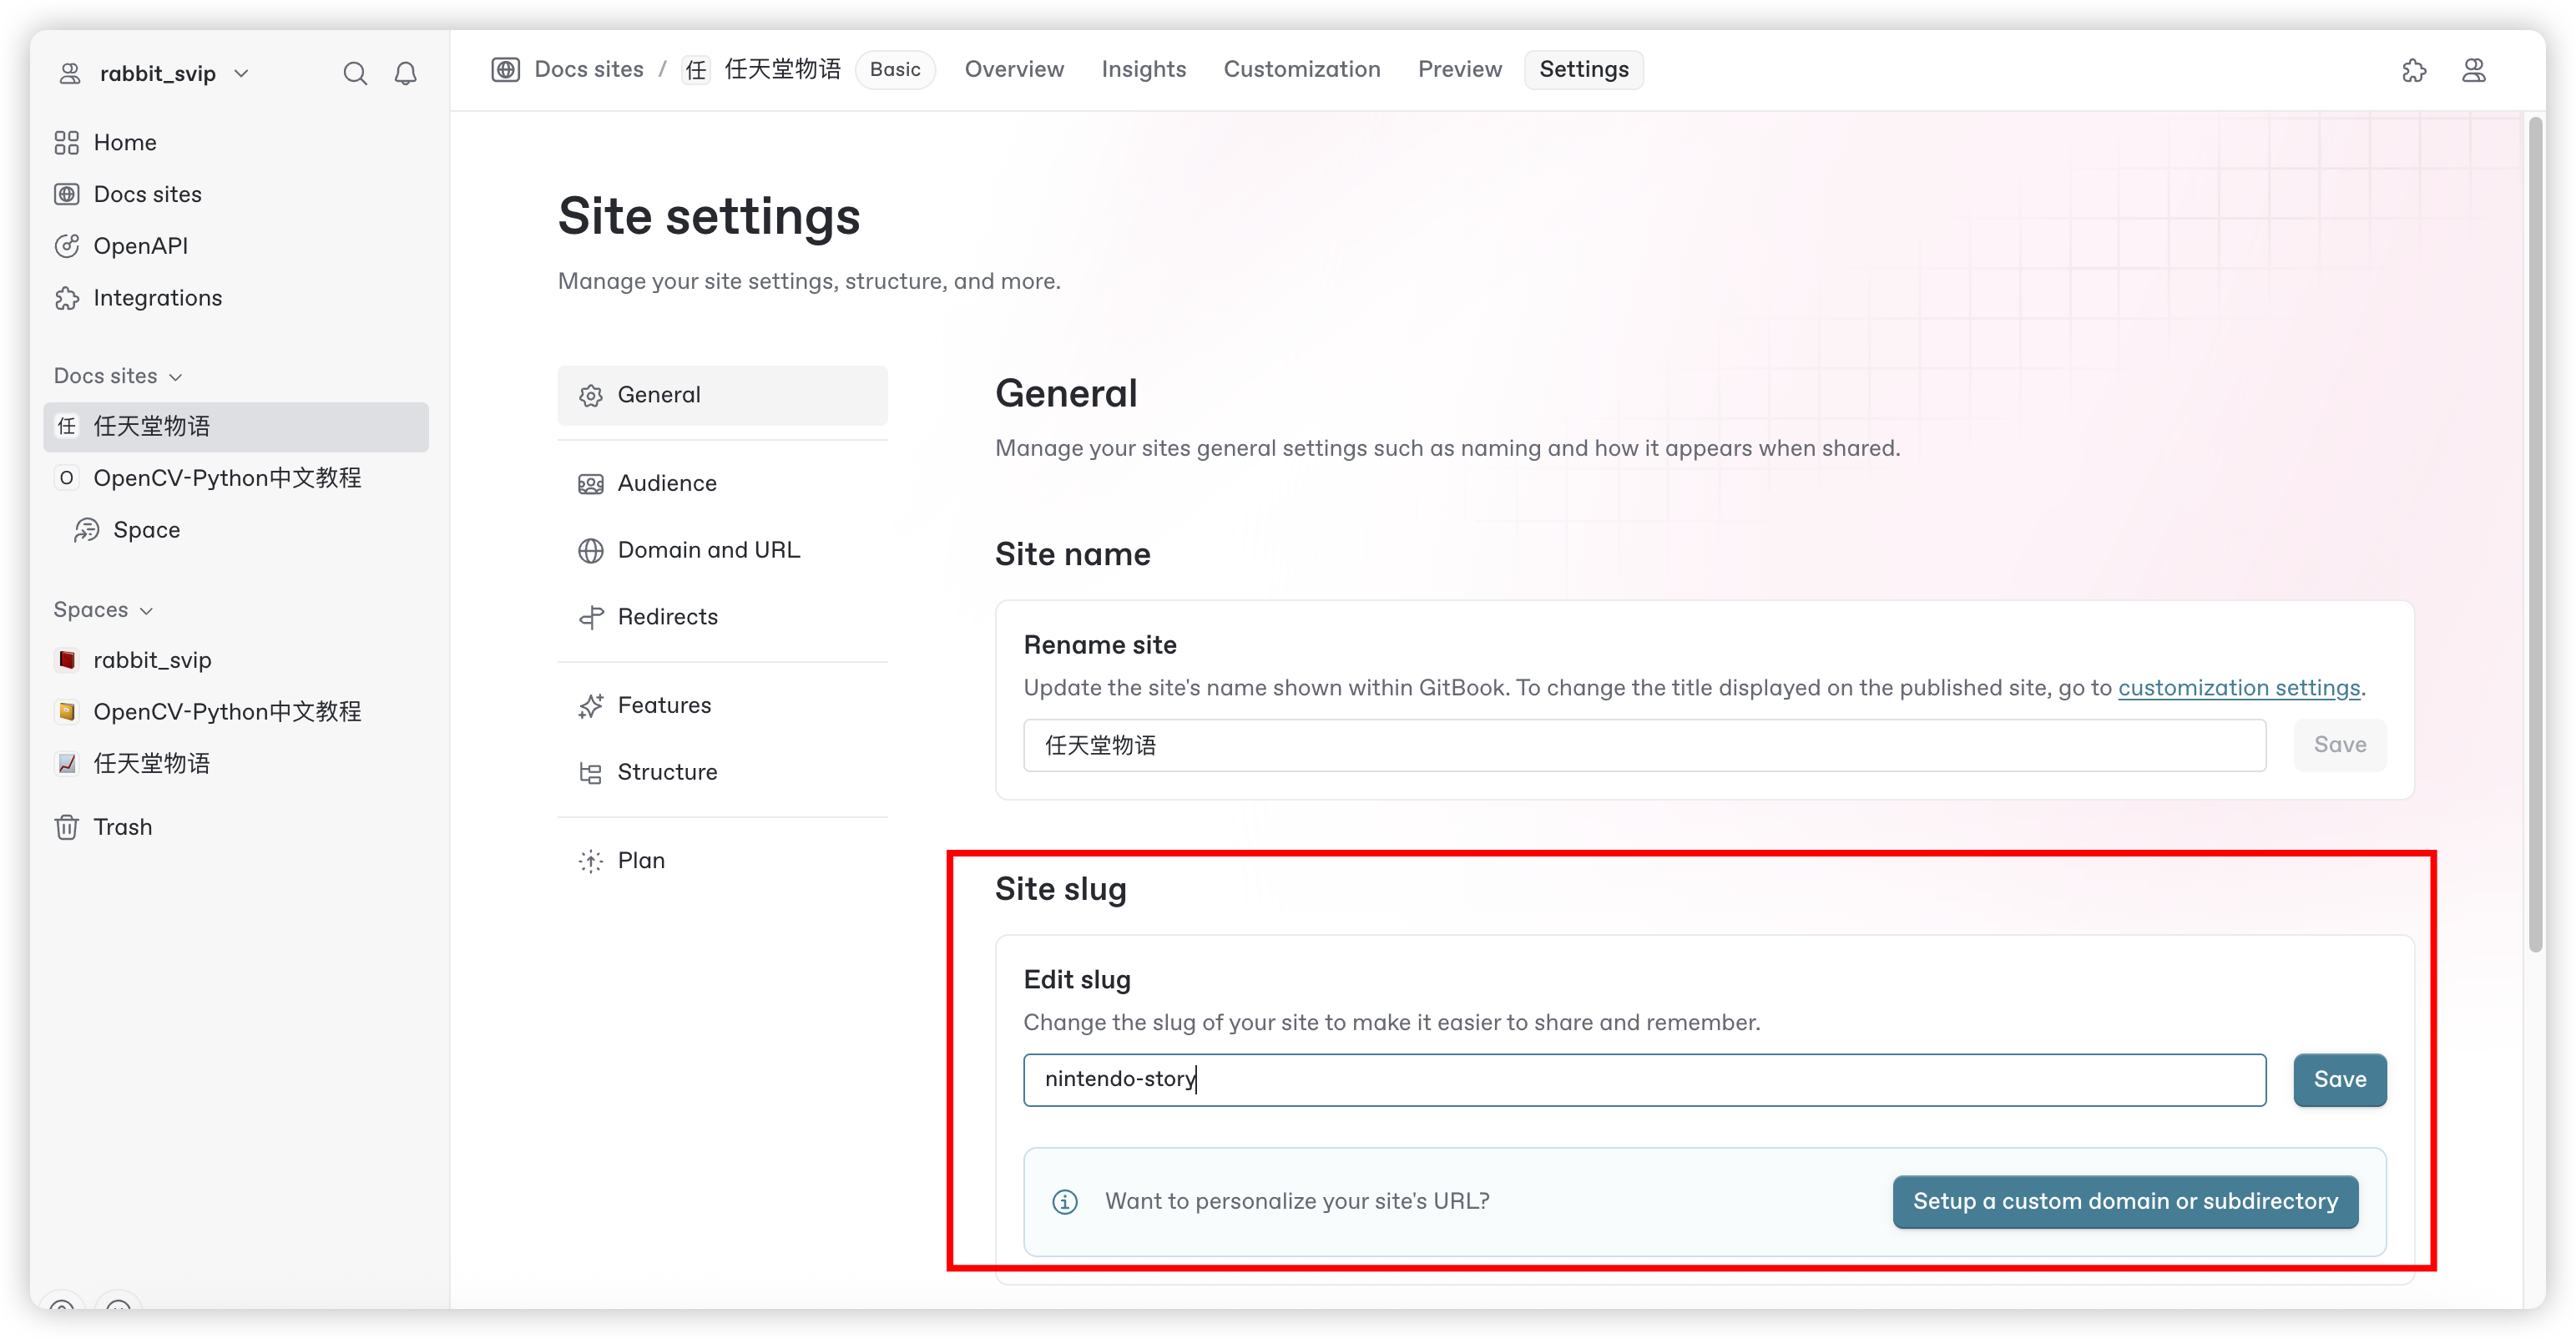 rabbit_svip
Home
Docs sites
OpenAPI
Integrations
Docs sites
任 任天堂物语
O OpenCV-Python中文教程
Space
Spaces
rabbit_svip
OpenCV-Python中文教程
任天堂物语
Trash
Docs sites / 任 任天堂物语 Basic Overview Insights Customization Preview Settings
Site settings
Manage your site settings, structure, and more.
General
Audience
Domain and URL
Redirects
Features
Structure
Plan
General
Manage your sites general settings such as naming and how it appears when shared.
Site name
Rename site
Update the site's name shown within GitBook. To change the title displayed on the published site, go to customization settings.
任天堂物语 Save
Site slug
Edit slug
Change the slug of your site to make it easier to share and remember.
nintendo-story Save
Want to personalize your site's URL? Setup a custom domain or subdirectory